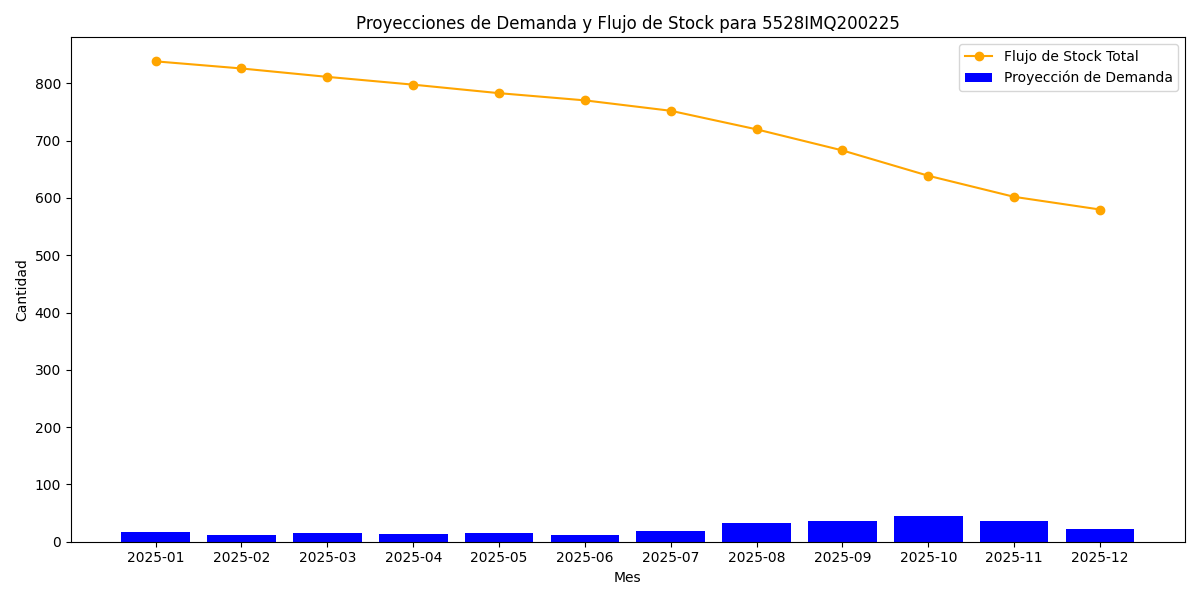 Proyecciones de Demanda y Flujo de Stock para 5528IMQ200225
Flujo de Stock Total
Proyección de Demanda
Cantidad
800
700
600
500
400
300
200
100
0
2025-01 2025-02 2025-03 2025-04 2025-05 2025-06 2025-07 2025-08 2025-09 2025-10 2025-11 2025-12
Mes